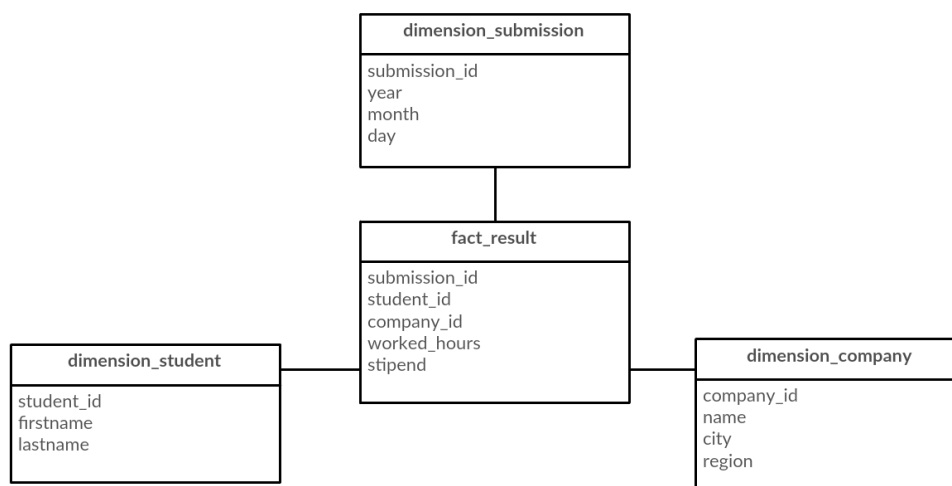 dimension_submission
submission_id
year
month
day
fact_result
submission_id
student_id
company_id
worked_hours
stipend
dimension_student
student_id
firstname
lastname
dimension_company
company_id
name
city
region